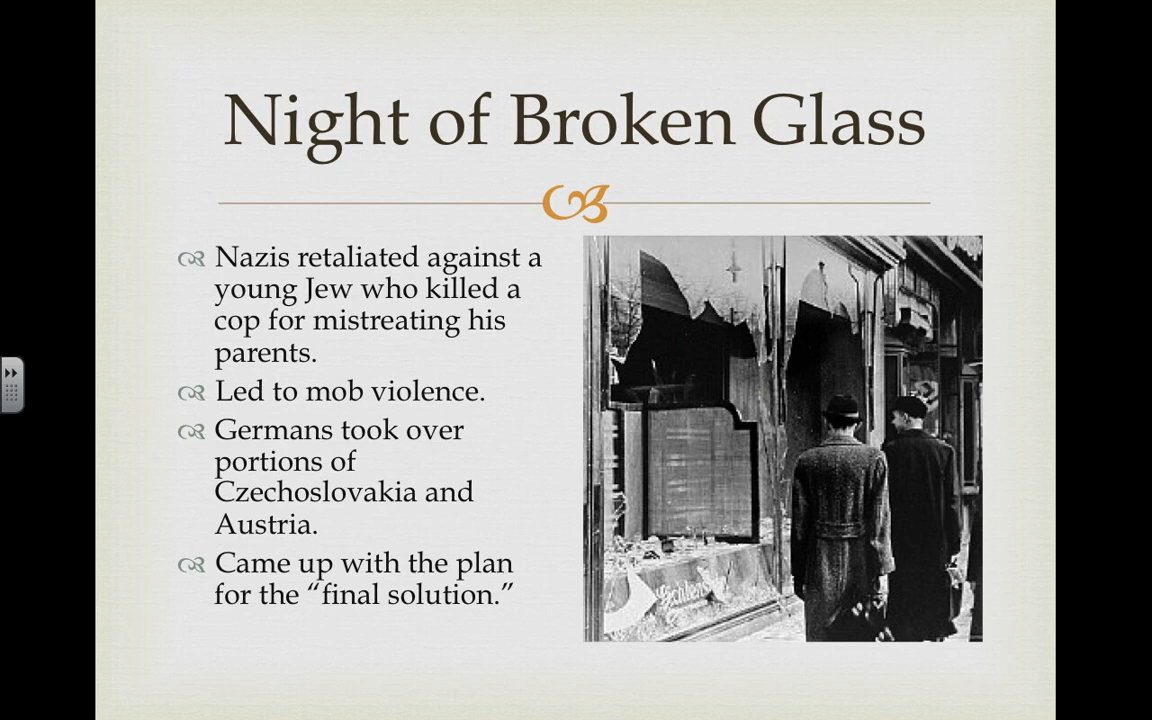 Night of Broken Glass
Nazis retaliated against a
young Jew who killed a
cop for mistreating his
parents.
Led to mob violence.
Germans took over
portions of
Czechoslovakia and
Austria.
Came up with the plan
for the “final solution.”